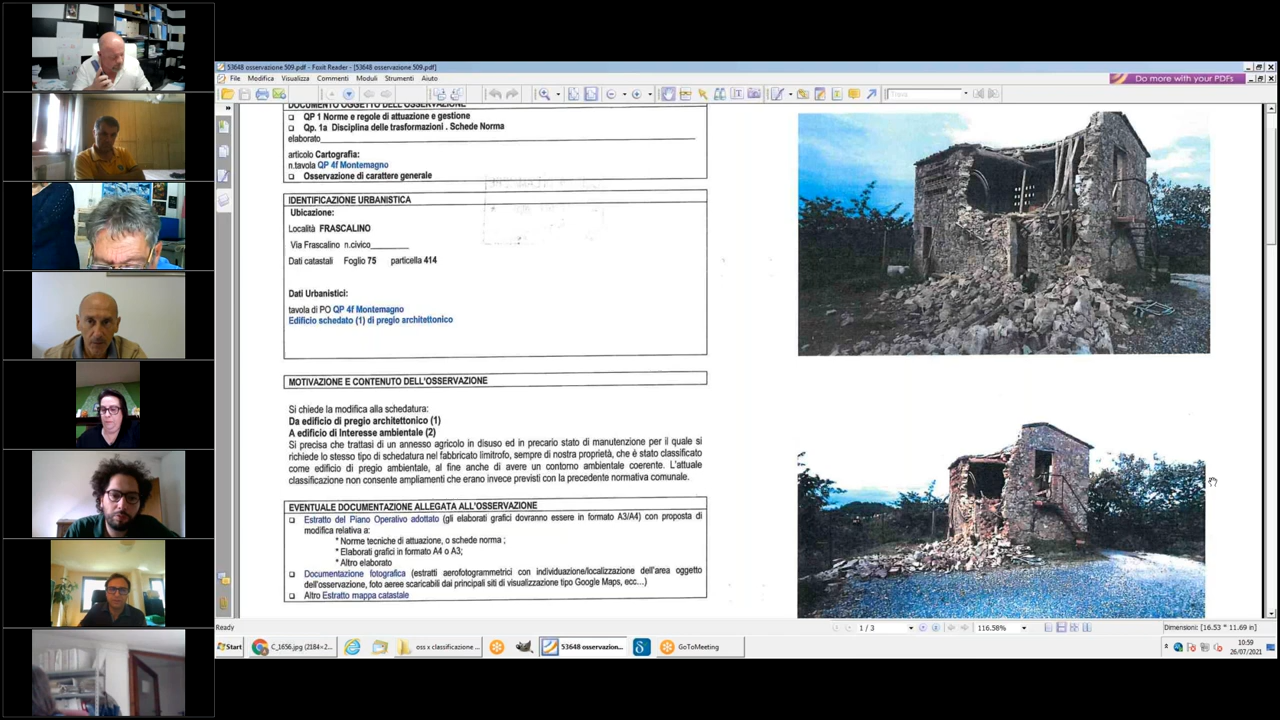 53648 osservazione 509.pdf - Foxit Reader - [53648 osservazione 509.pdf]
File Modifica Visualizza Commenti Moduli Strumenti Aiuto
Do more with your PDFs
Trova
DOCUMENTO OGGETTO DELL'OSSERVAZIONE
QP 1 Norme e regole di attuazione e gestione
Qp. 1a Disciplina delle trasformazioni . Schede Norma
elaborato
articolo Cartografia:
n.tavola QP 4f Montemagno
Osservazione di carattere generale
IDENTIFICAZIONE URBANISTICA
Ubicazione:
Località FRASCALINO
Via Frascalino n.civico
Dati catastali Foglio 75 particella 414
Dati Urbanistici:
tavola di PO QP 4f Montemagno
Edificio schedato (1) di pregio architettonico
MOTIVAZIONE E CONTENUTO DELL'OSSERVAZIONE
Si chiede la modifica alla schedatura:
Da edificio di pregio architettonico (1)
A edificio di Interesse ambientale (2)
Si precisa che trattasi di un annesso agricolo in disuso ed in precario stato di manutenzione per il quale si
richiede lo stesso tipo di schedatura nel fabbricato limitrofo, sempre di nostra proprietà, che è stato classificato
come edificio di pregio ambientale, al fine anche di avere un contorno ambientale coerente. L'attuale
classificazione non consente ampliamenti che erano invece previsti con la precedente normativa comunale.
EVENTUALE DOCUMENTAZIONE ALLEGATA ALL'OSSERVAZIONE
Estratto del Piano Operativo adottato (gli elaborati grafici dovranno essere in formato A3/A4) con proposta di
modifica relativa a:
* Norme tecniche di attuazione, o schede norma ;
* Elaborati grafici in formato A4 o A3;
* Altro elaborato
Documentazione fotografica (estratti aerofotogrammetrici con individuazione/localizzazione dell'area oggetto
dell'osservazione, foto aeree scaricabili dai principali siti di visualizzazione tipo Google Maps, ecc...)
Altro Estratto mappa catastale
Ready
1 / 3
116.58%
Dimensioni: [16.53 * 11.69 in]
Start
C_1656.jpg (2184×2...
oss x classificazione ...
53648 osservazion...
GoToMeeting
10:59
26/07/2021